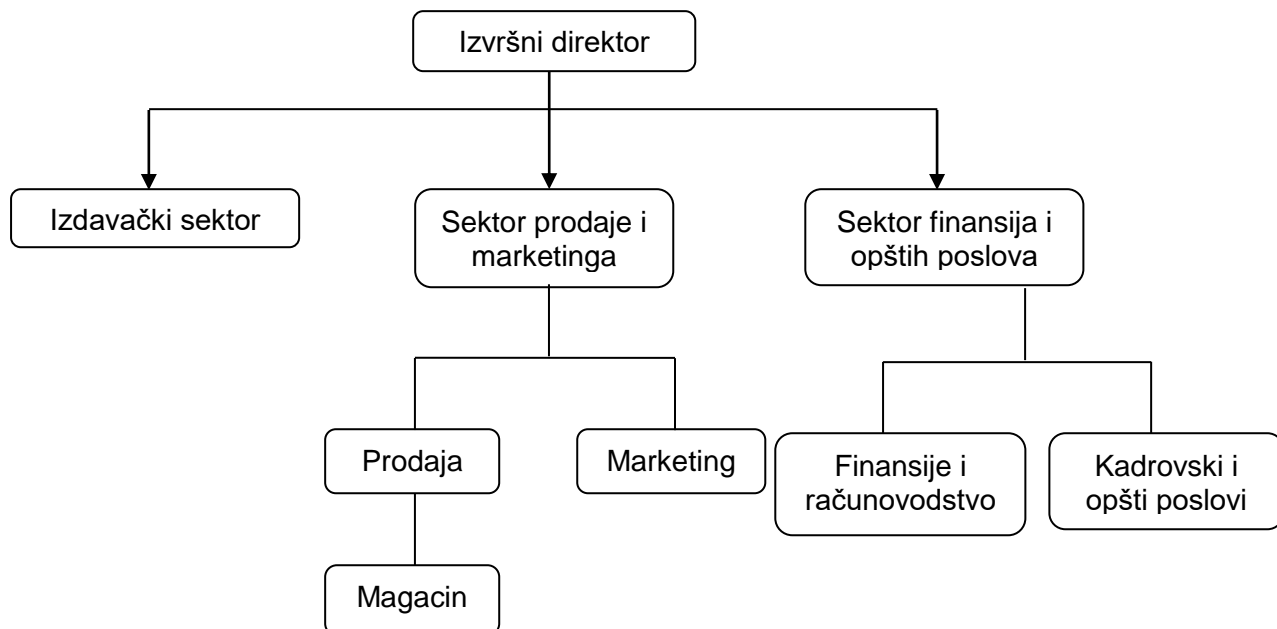 Izvršni direktor
Izdavački sektor
Sektor prodaje i
marketinga
Sektor finansija i
opštih poslova
Prodaja
Marketing
Finansije i
računovodstvo
Kadrovski i
opšti poslovi
Magacin